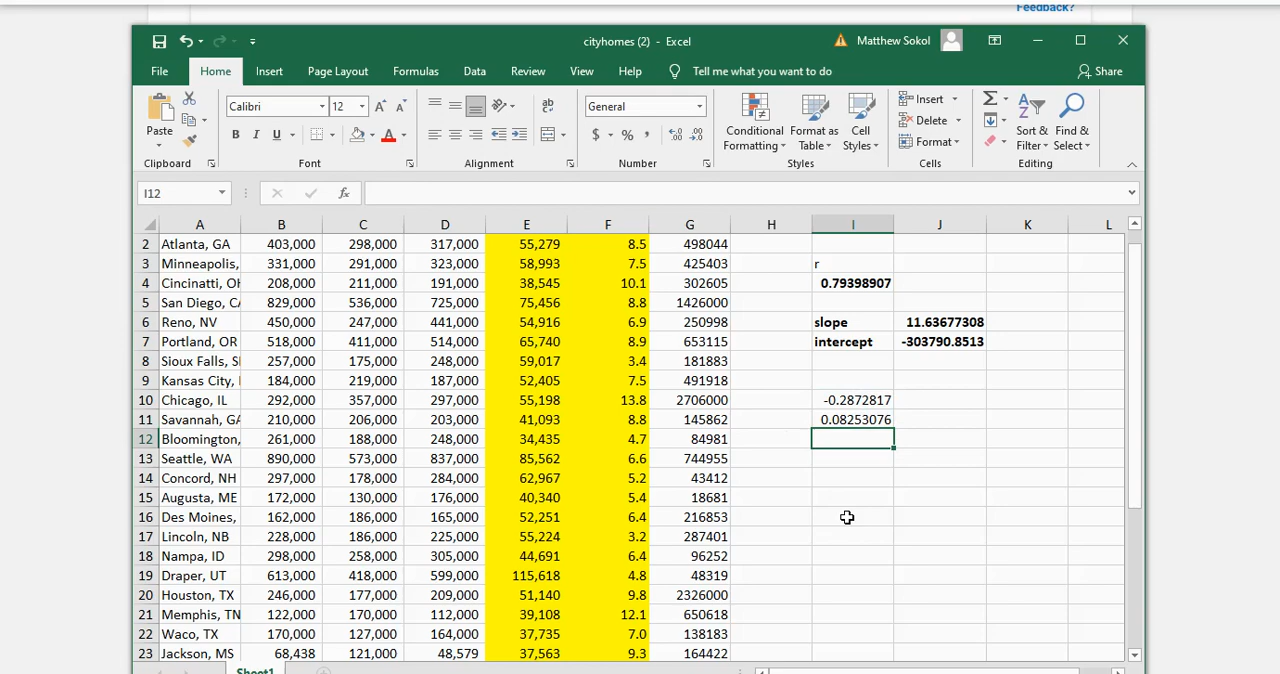 Feedback?
cityhomes (2) - Excel
Matthew Sokol
File Home Insert Page Layout Formulas Data Review View Help Tell me what you want to do Share
Calibri 12 General Insert
Paste Conditional Formatting Format as Table Cell Styles Delete Sort & Filter Find & Select
Format
Clipboard Font Alignment Number Styles Cells Editing
I12
A B C D E F G H I J K L
2 Atlanta, GA 403,000 298,000 317,000 55,279 8.5 498044
3 Minneapolis, 331,000 291,000 323,000 58,993 7.5 425403 r
4 Cincinatti, OH 208,000 211,000 191,000 38,545 10.1 302605 0.79398907
5 San Diego, CA 829,000 536,000 725,000 75,456 8.8 1426000
6 Reno, NV 450,000 247,000 441,000 54,916 6.9 250998 slope 11.63677308
7 Portland, OR 518,000 411,000 514,000 65,740 8.9 653115 intercept -303790.8513
8 Sioux Falls, S 257,000 175,000 248,000 59,017 3.4 181883
9 Kansas City, 184,000 219,000 187,000 52,405 7.5 491918
10 Chicago, IL 292,000 357,000 297,000 55,198 13.8 2706000 -0.2872817
11 Savannah, GA 210,000 206,000 203,000 41,093 8.8 145862 0.08253076
12 Bloomington, 261,000 188,000 248,000 34,435 4.7 84981
13 Seattle, WA 890,000 573,000 837,000 85,562 6.6 744955
14 Concord, NH 297,000 178,000 284,000 62,967 5.2 43412
15 Augusta, ME 172,000 130,000 176,000 40,340 5.4 18681
16 Des Moines, 162,000 186,000 165,000 52,251 6.4 216853
17 Lincoln, NB 228,000 186,000 225,000 55,224 3.2 287401
18 Nampa, ID 298,000 258,000 305,000 44,691 6.4 96252
19 Draper, UT 613,000 418,000 599,000 115,618 4.8 48319
20 Houston, TX 246,000 177,000 209,000 51,140 9.8 2326000
21 Memphis, TN 122,000 170,000 112,000 39,108 12.1 650618
22 Waco, TX 170,000 127,000 164,000 37,735 7.0 138183
23 Jackson, MS 68,438 121,000 48,579 37,563 9.3 164422
Sheet1